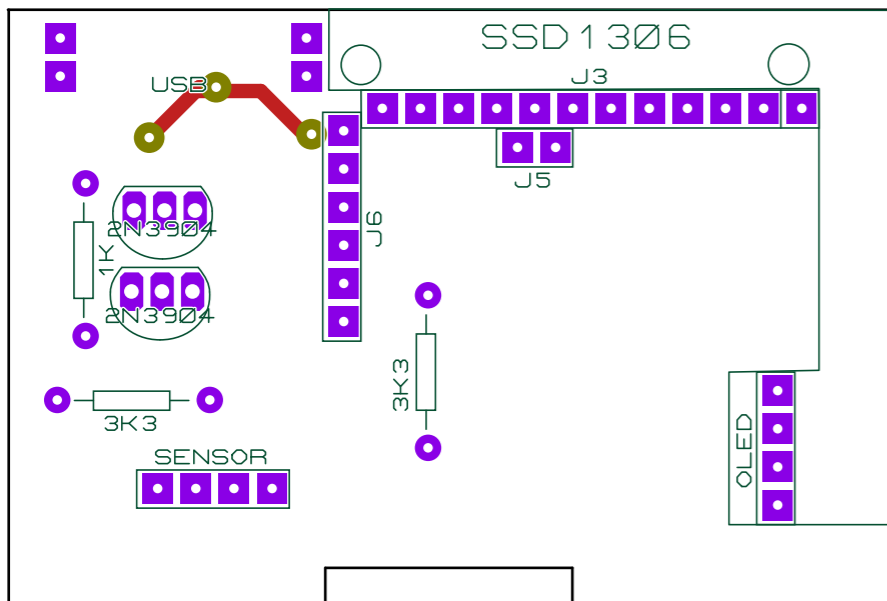 SSD1306
J3
USB
J5
2N3904
J6
1K
2N3904
3K3
3K3
OLED
SENSOR